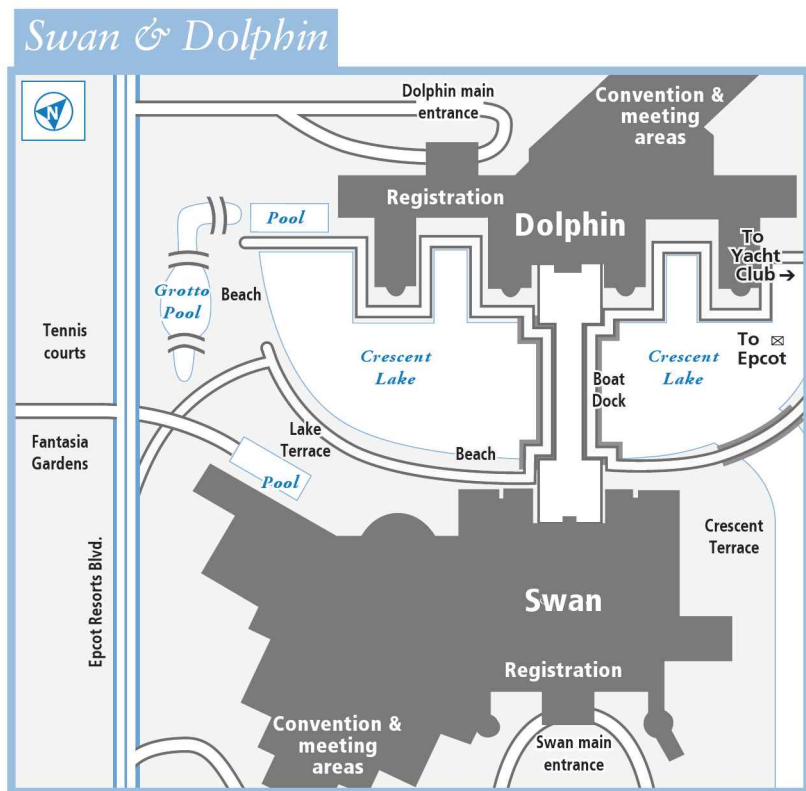 Swan & Dolphin
N
Dolphin main
entrance
Convention &
meeting
areas
Registration
Dolphin
Pool
To
Yacht
Club →
Grotto
Pool
Beach
Tennis
courts
Crescent
Lake
Crescent
Lake
To
Epcot
Boat
Dock
Fantasia
Gardens
Lake
Terrace
Beach
Pool
Crescent
Terrace
Epcot Resorts Blvd.
Swan
Registration
Convention &
meeting
areas
Swan main
entrance